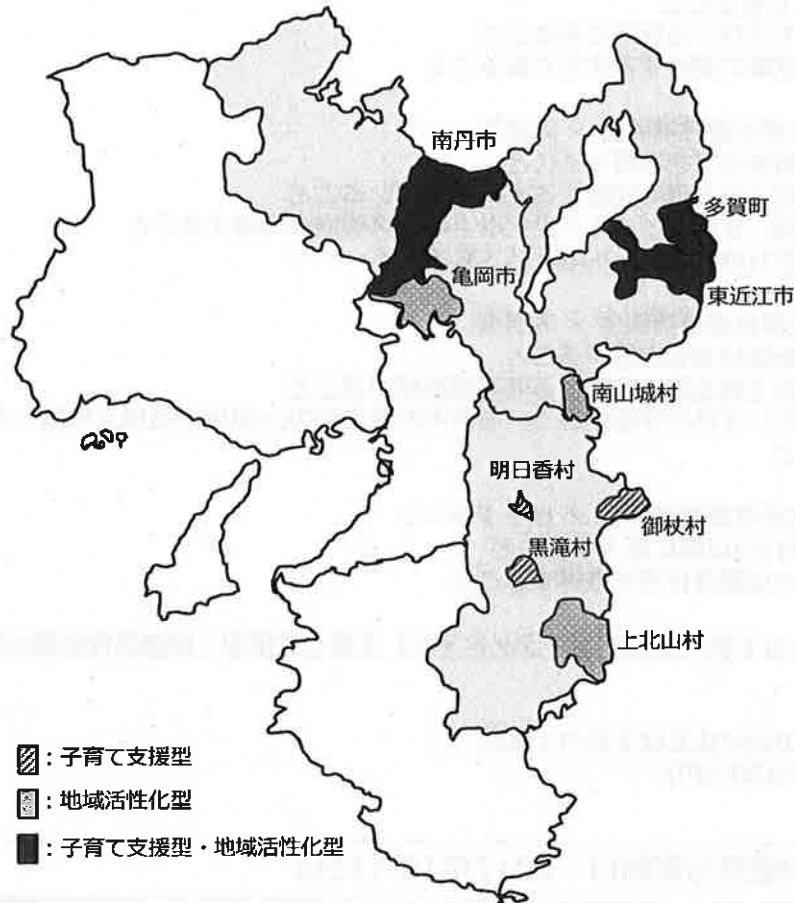 南丹市
多賀町
亀岡市
東近江市
南山城村
明日香村
御杖村
黒滝村
上北山村
：子育て支援型
：地域活性化型
：子育て支援型・地域活性化型